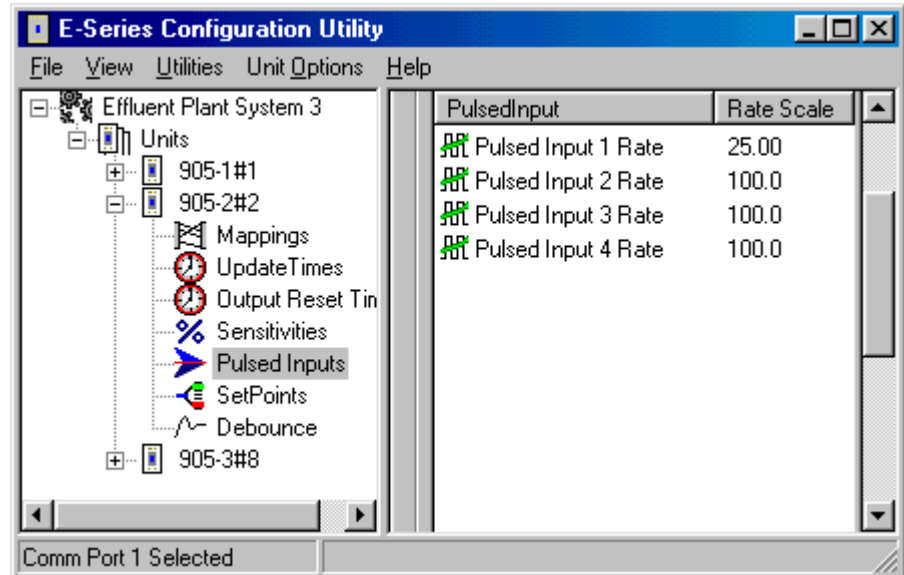 E-Series Configuration Utility
File View Utilities Unit Options Help
Effluent Plant System 3
Units
905-1#1
905-2#2
Mappings
UpdateTimes
Output Reset Tin
Sensitivities
Pulsed Inputs
SetPoints
Debounce
905-3#8
PulsedInput Rate Scale
Pulsed Input 1 Rate 25.00
Pulsed Input 2 Rate 100.0
Pulsed Input 3 Rate 100.0
Pulsed Input 4 Rate 100.0
Comm Port 1 Selected